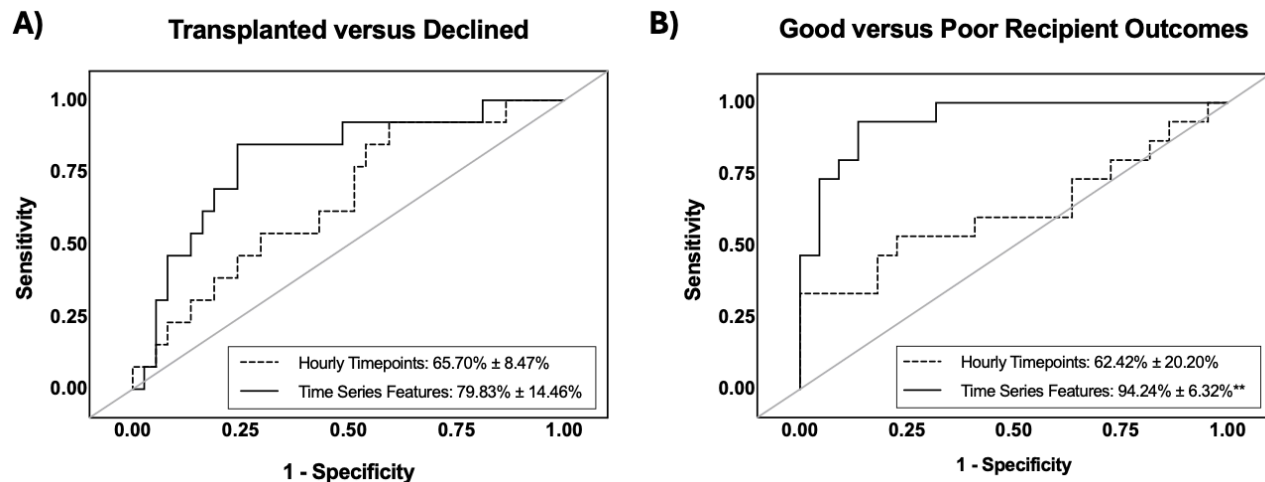 A)
Transplanted versus Declined
Sensitivity
1.00
0.75
0.50
0.25
0.00
Hourly Timepoints: 65.70% ± 8.47%
Time Series Features: 79.83% ± 14.46%
0.00 0.25 0.50 0.75 1.00
1 - Specificity
B)
Good versus Poor Recipient Outcomes
Sensitivity
1.00
0.75
0.50
0.25
0.00
Hourly Timepoints: 62.42% ± 20.20%
Time Series Features: 94.24% ± 6.32%**
0.00 0.25 0.50 0.75 1.00
1 - Specificity